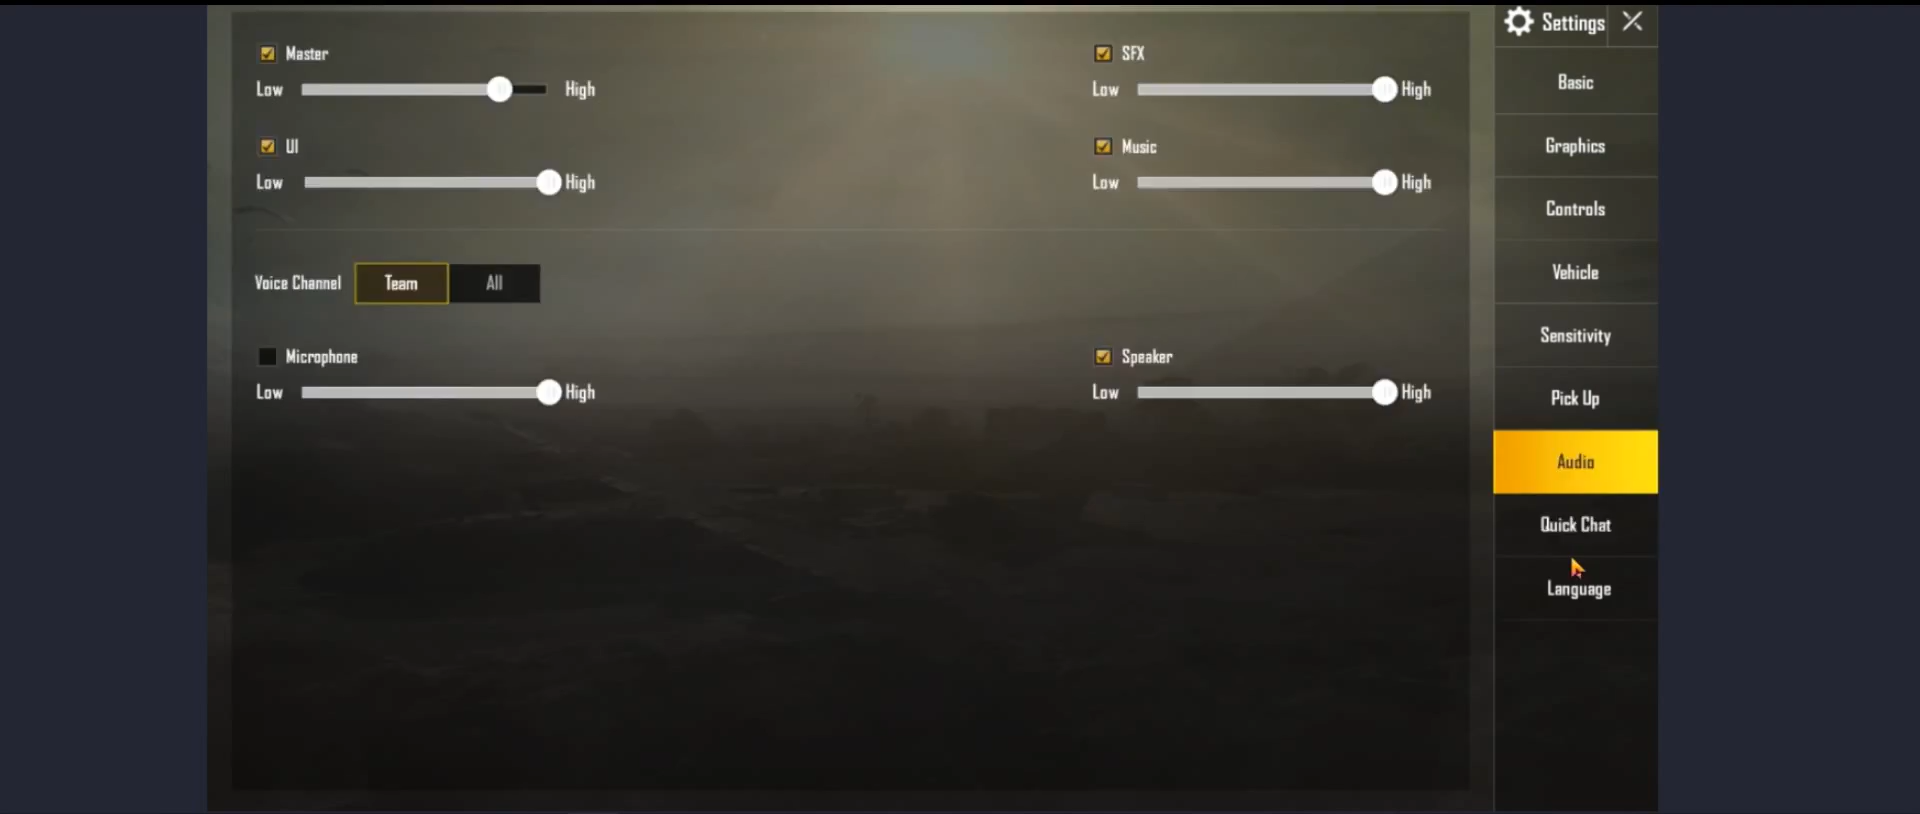 Master
Low High
SFX
Low High
UI
Low High
Music
Low High
Voice Channel Team All
Microphone
Low High
Speaker
Low High
Settings
Basic
Graphics
Controls
Vehicle
Sensitivity
Pick Up
Audio
Quick Chat
Language